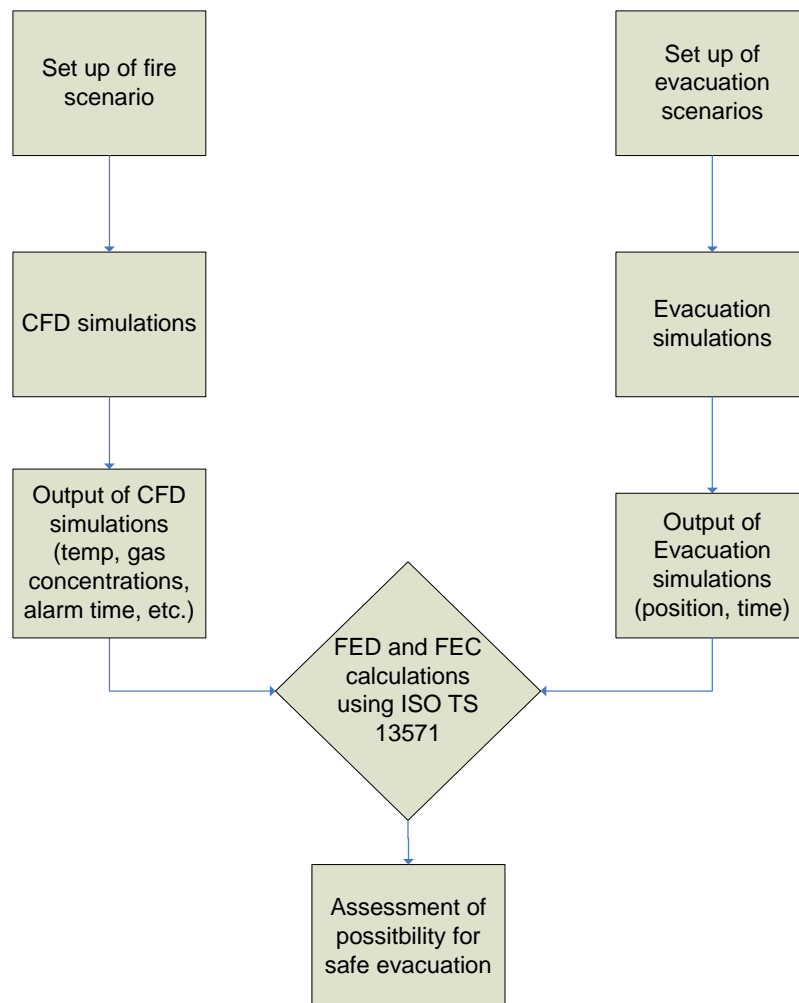 Set up of fire
scenario
Set up of
evacuation
scenarios
CFD simulations
Evacuation
simulations
Output of CFD
simulations
(temp, gas
concentrations,
alarm time, etc.)
Output of
Evacuation
simulations
(position, time)
FED and FEC
calculations
using ISO TS
13571
Assessment of
possitbility for
safe evacuation